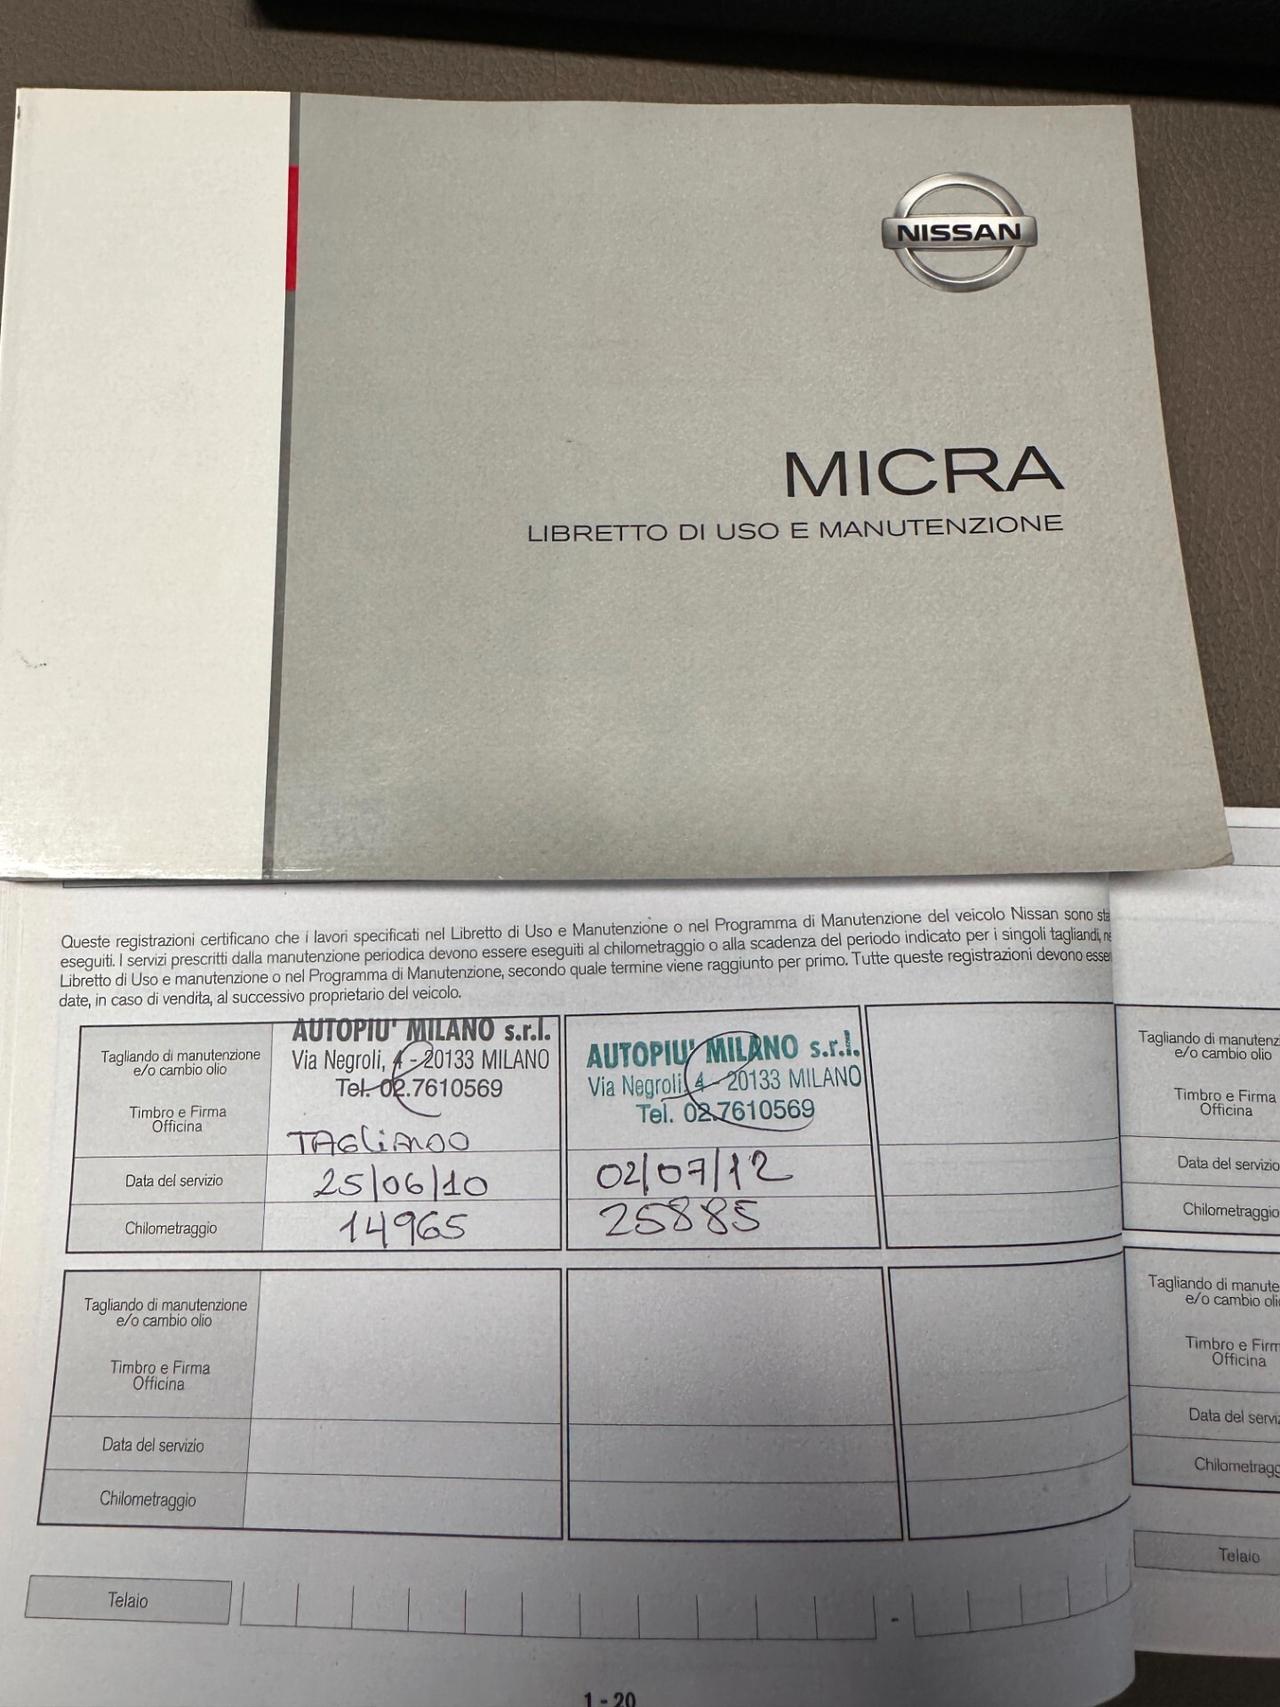 NISSAN
MICRA
LIBRETTO DI USO E MANUTENZIONE
Queste registrazioni certificano che i lavori specificati nel Libretto di Uso e Manutenzione o nel Programma di Manutenzione del veicolo Nissan sono sta
eseguiti. I servizi prescritti dalla manutenzione periodica devono essere eseguiti al chilometraggio o alla scadenza del periodo indicato per i singoli tagliandi, ne
Libretto di Uso e manutenzione o nel Programma di Manutenzione, secondo quale termine viene raggiunto per primo. Tutte queste registrazioni devono esser
date, in caso di vendita, al successivo proprietario del veicolo.
Tagliando di manutenzione
e/o cambio olio
Timbro e Firma
Officina
AUTOPIU' MILANO s.r.l.
Via Negroli, 4 - 20133 MILANO
Tel. 02.7610569
TAGLIANDO
AUTOPIU' MILANO s.r.l.
Via Negroli, 4 - 20133 MILANO
Tel. 02.7610569
Data del servizio
25/06/10
02/07/12
Chilometraggio
14965
25885
Tagliando di manutenzione
e/o cambio olio
Timbro e Firma
Officina
Data del servizio
Chilometraggio
Telaio
-
1 - 20
Tagliando di manutenz
e/o cambio olio
Timbro e Firma
Officina
Data del servizio
Chilometraggio
Tagliando di manute
e/o cambio olio
Timbro e Firm
Officina
Data del serviz
Chilometragg
Telaio